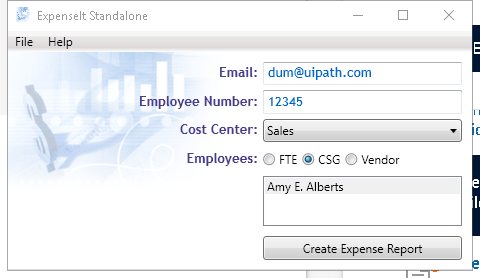 ExpenseIt Standalone
File Help
Email: dum@uipath.com
Employee Number: 12345
Cost Center: Sales
Employees: FTE CSG Vendor
Amy E. Alberts
Create Expense Report